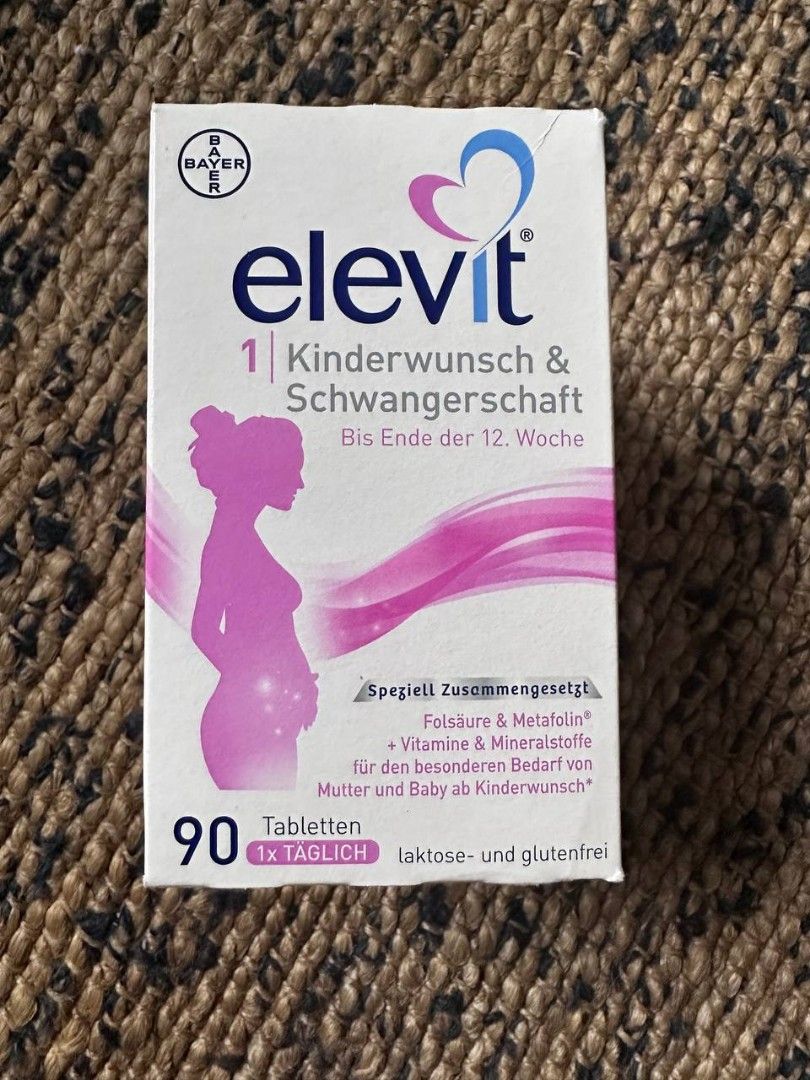 BAYER
BAYER
elevit®
1 | Kinderwunsch &
Schwangerschaft
Bis Ende der 12. Woche
Speziell Zusammengesetzt
Folsäure & Metafolin®
+ Vitamine & Mineralstoffe
für den besonderen Bedarf von
Mutter und Baby ab Kinderwunsch*
90 Tabletten
1x TÄGLICH
laktose- und glutenfrei